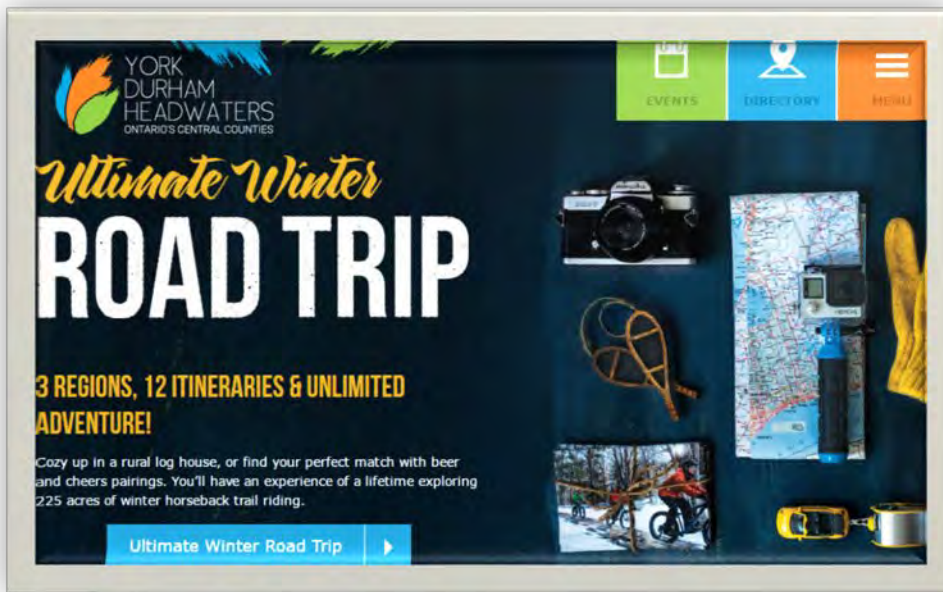 YORK
DURHAM
HEADWATERS
ONTARIO'S CENTRAL COUNTIES
EVENTS
DIRECTORY
MENU
Ultimate Winter
ROAD TRIP
3 REGIONS, 12 ITINERARIES & UNLIMITED
ADVENTURE!
Cozy up in a rural log house, or find your perfect match with beer
and cheers pairings. You'll have an experience of a lifetime exploring
225 acres of winter horseback trail riding.
Ultimate Winter Road Trip